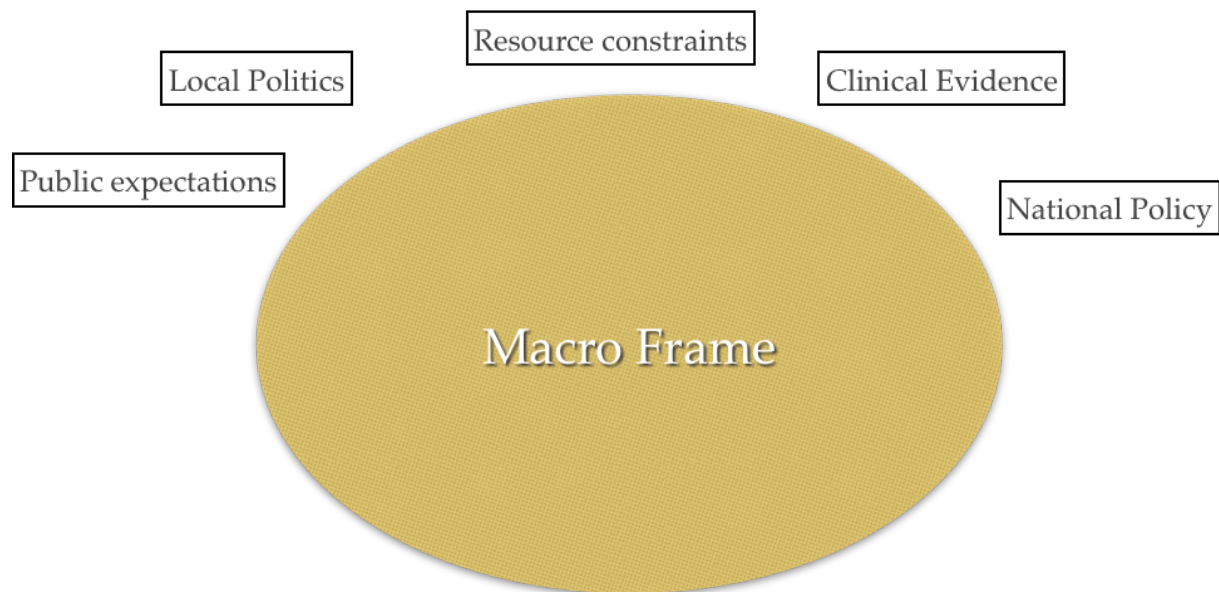 Resource constraints
Local Politics
Clinical Evidence
Public expectations
National Policy
Macro Frame